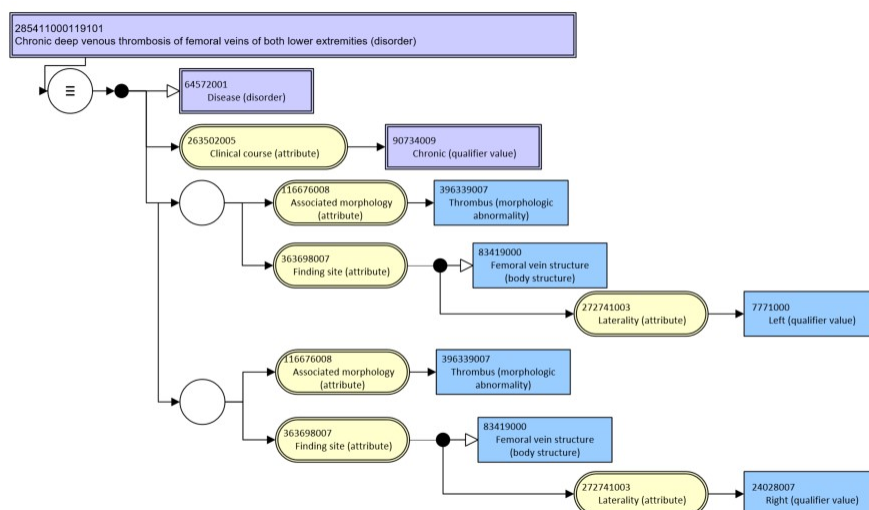 285411000119101
Chronic deep venous thrombosis of femoral veins of both lower extremities (disorder)
≡
64572001
Disease (disorder)
263502005
Clinical course (attribute)
90734009
Chronic (qualifier value)
116676008
Associated morphology
(attribute)
396339007
Thrombus (morphologic
abnormality)
363698007
Finding site (attribute)
83419000
Femoral vein structure
(body structure)
272741003
Laterality (attribute)
7771000
Left (qualifier value)
116676008
Associated morphology
(attribute)
396339007
Thrombus (morphologic
abnormality)
363698007
Finding site (attribute)
83419000
Femoral vein structure
(body structure)
272741003
Laterality (attribute)
24028007
Right (qualifier value)